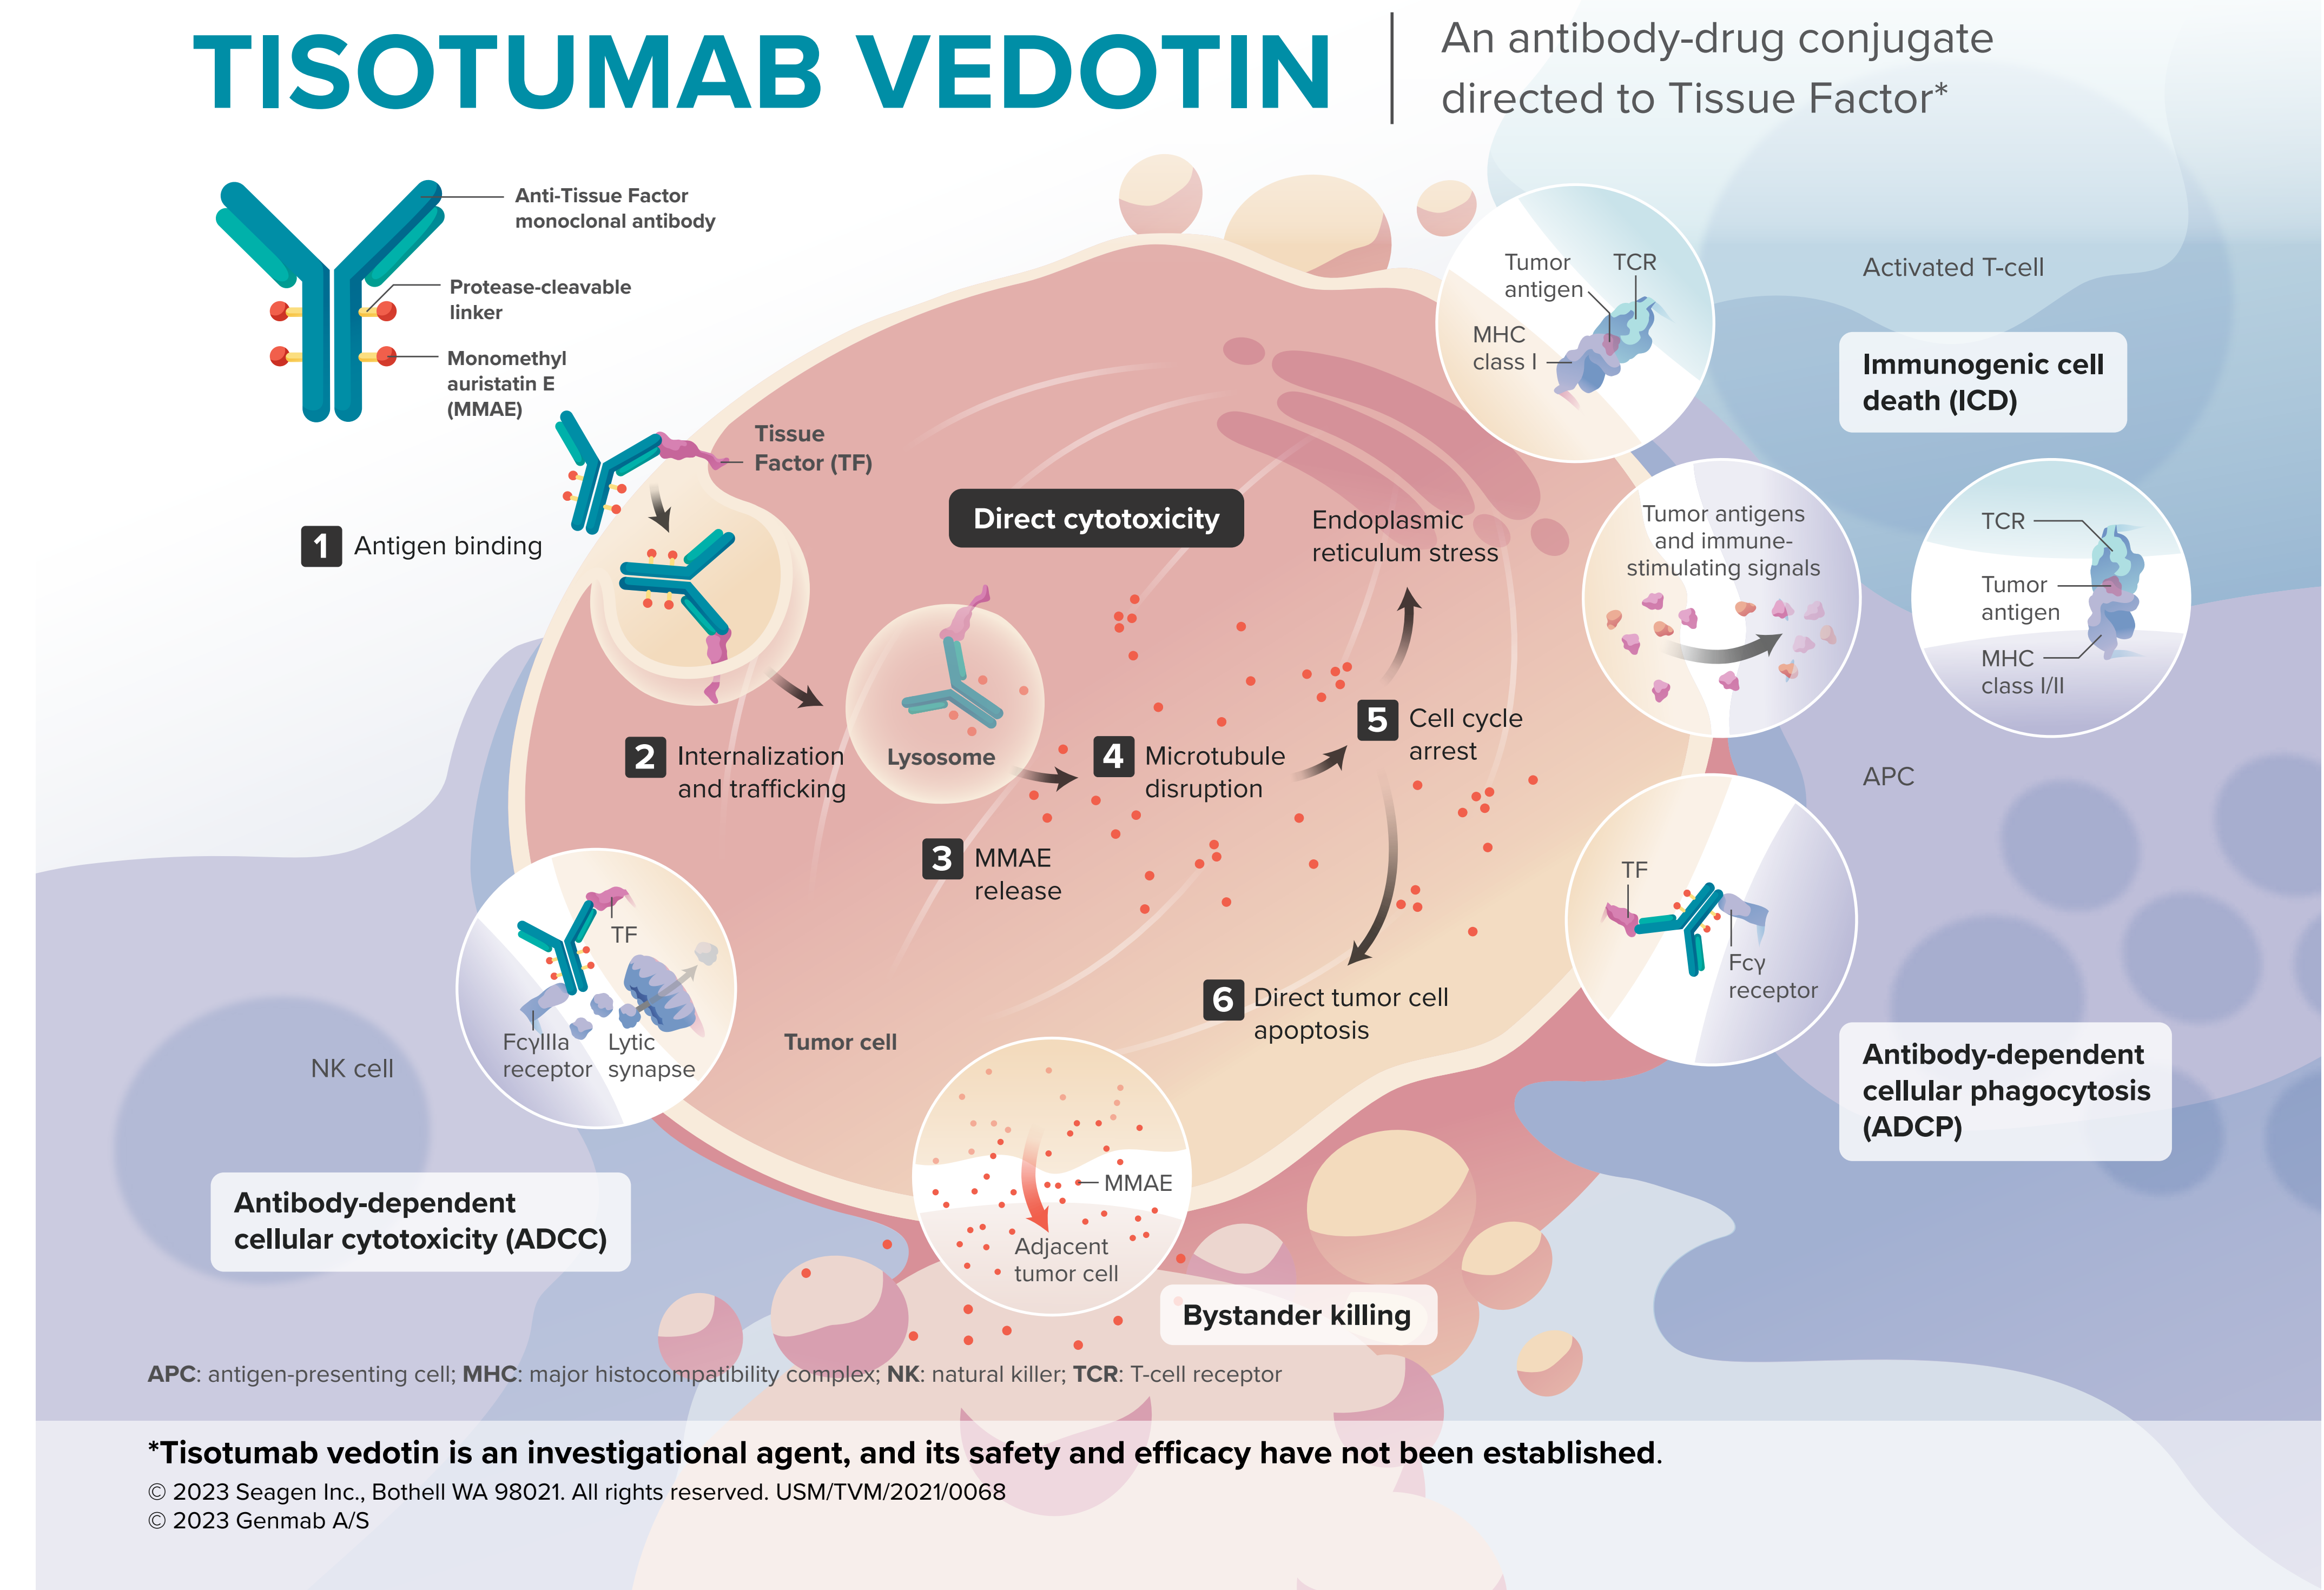 TISOTUMAB VEDOTIN
An antibody-drug conjugate
directed to Tissue Factor*
Anti-Tissue Factor
monoclonal antibody
Protease-cleavable
linker
Monomethyl
auristatin E
(MMAE)
Tissue
Factor (TF)
1 Antigen binding
Direct cytotoxicity
Endoplasmic
reticulum stress
2 Internalization
and trafficking
Lysosome
3 MMAE
release
4 Microtubule
disruption
5 Cell cycle
arrest
6 Direct tumor cell
apoptosis
Tumor cell
Tumor
antigen
TCR
MHC
class I
Activated T-cell
Immunogenic cell
death (ICD)
Tumor antigens
and immune-
stimulating signals
TCR
Tumor
antigen
MHC
class I/II
APC
TF
Fcγ
receptor
Antibody-dependent
cellular phagocytosis
(ADCP)
TF
FcγIIIa
receptor
Lytic
synapse
NK cell
Antibody-dependent
cellular cytotoxicity (ADCC)
MMAE
Adjacent
tumor cell
Bystander killing
APC: antigen-presenting cell; MHC: major histocompatibility complex; NK: natural killer; TCR: T-cell receptor
*Tisotumab vedotin is an investigational agent, and its safety and efficacy have not been established.
© 2023 Seagen Inc., Bothell WA 98021. All rights reserved. USM/TVM/2021/0068
© 2023 Genmab A/S